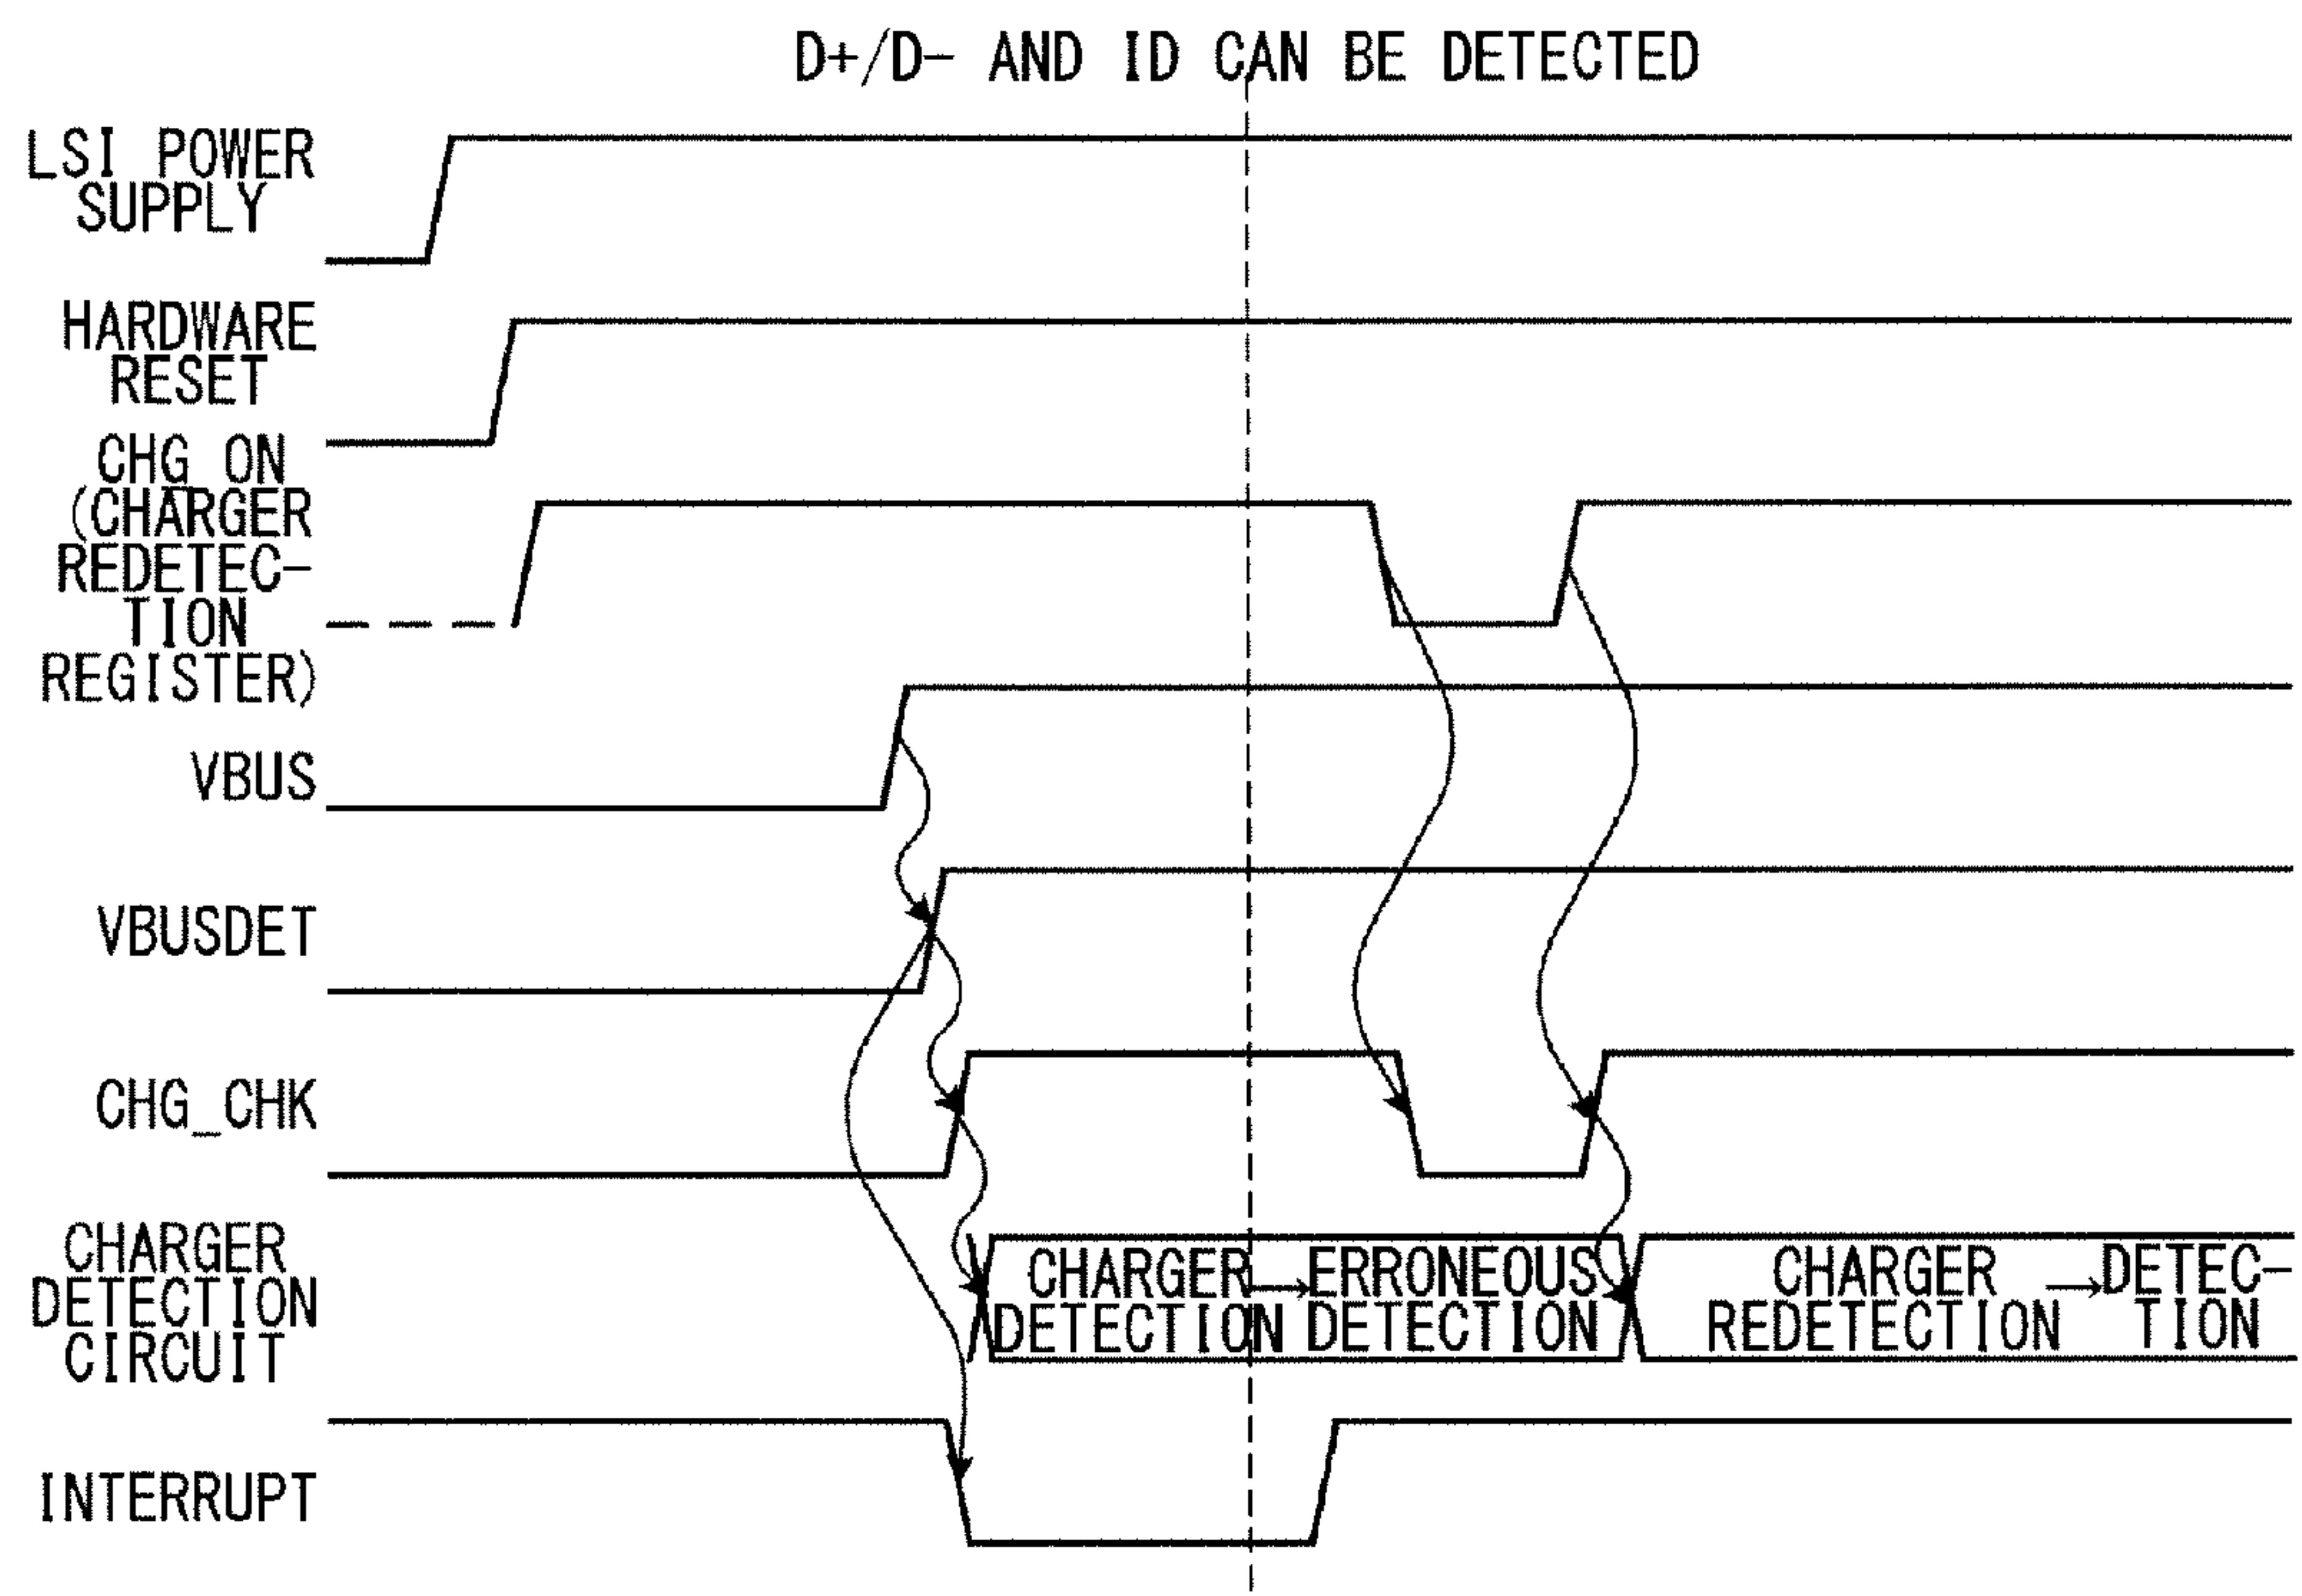 D+/D- AND ID CAN BE DETECTED
LSI POWER
SUPPLY
HARDWARE
RESET
CHG_ON
(CHARGER
REDETEC-
TION
REGISTER)
VBUS
VBUSDET
CHG_CHK
CHARGER
DETECTION
CIRCUIT
CHARGER→ERRONEOUS
DETECTION DETECTION
CHARGER →DETEC-
REDETECTION TION
INTERRUPT